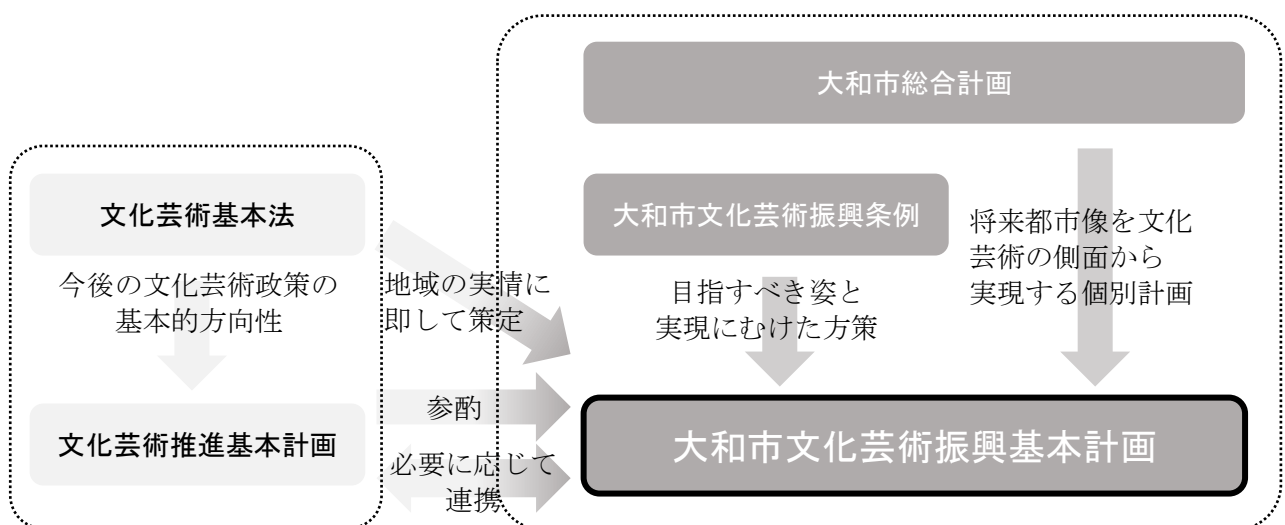 大和市総合計画
文化芸術基本法
大和市文化芸術振興条例
将来都市像を文化
芸術の側面から
実現する個別計画
今後の文化芸術政策の
基本的方向性
地域の実情に
即して策定
目指すべき姿と
実現にむけた方策
参酌
文化芸術推進基本計画
大和市文化芸術振興基本計画
必要に応じて
連携